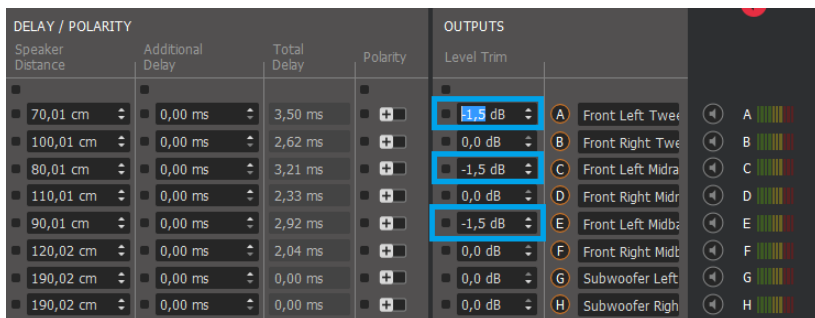 DELAY / POLARITY OUTPUTS
Speaker Distance Additional Delay Total Delay Polarity Level Trim
70,01 cm 0,00 ms 3,50 ms + -1,5 dB A Front Left Twee A
100,01 cm 0,00 ms 2,62 ms + 0,0 dB B Front Right Twe B
80,01 cm 0,00 ms 3,21 ms + -1,5 dB C Front Left Midra C
110,01 cm 0,00 ms 2,33 ms + 0,0 dB D Front Right Midr D
90,01 cm 0,00 ms 2,92 ms + -1,5 dB E Front Left Midba E
120,02 cm 0,00 ms 2,04 ms + 0,0 dB F Front Right Midb F
190,02 cm 0,00 ms 0,00 ms + 0,0 dB G Subwoofer Left G
190,02 cm 0,00 ms 0,00 ms + 0,0 dB H Subwoofer Righ H